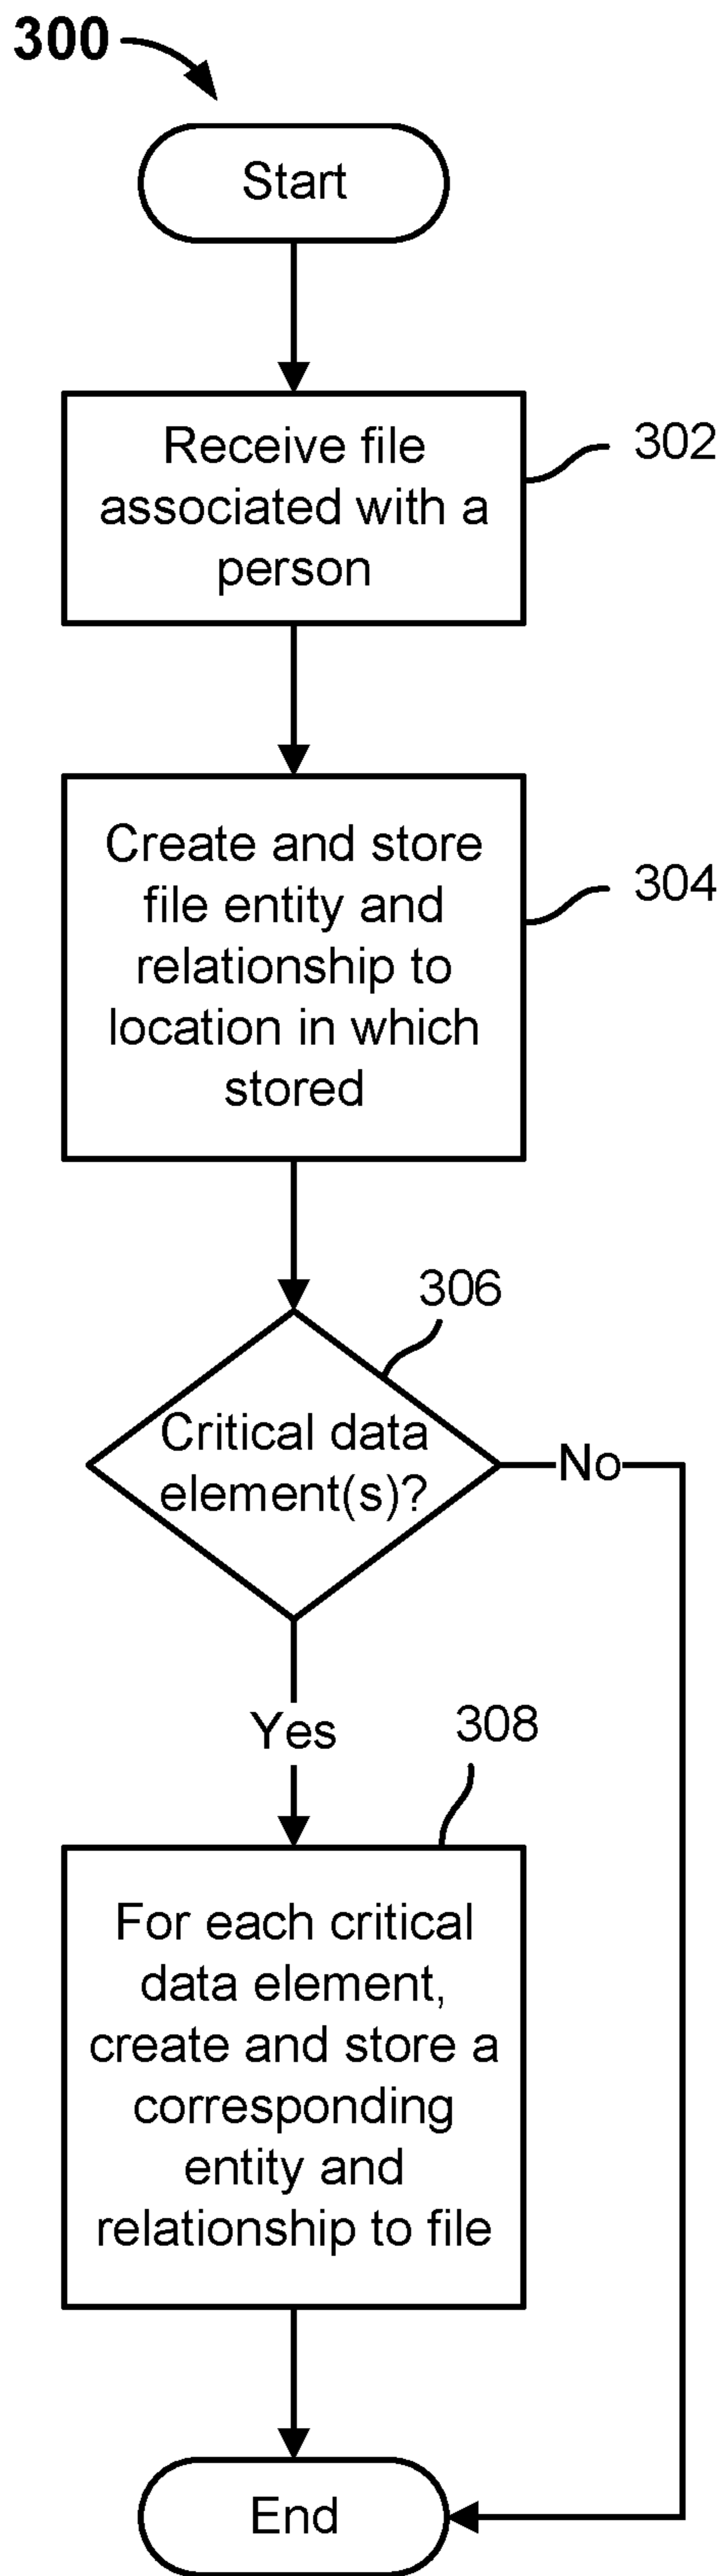 300
Start
Receive file
associated with a
person
302
Create and store
file entity and
relationship to
location in which
stored
304
306
Critical data
element(s)?
No
Yes
308
For each critical
data element,
create and store a
corresponding
entity and
relationship to file
End